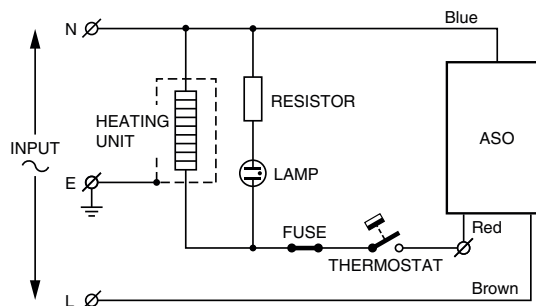 N
Blue
HEATING
UNIT
RESISTOR
ASO
INPUT
E
LAMP
FUSE
Red
THERMOSTAT
Brown
L